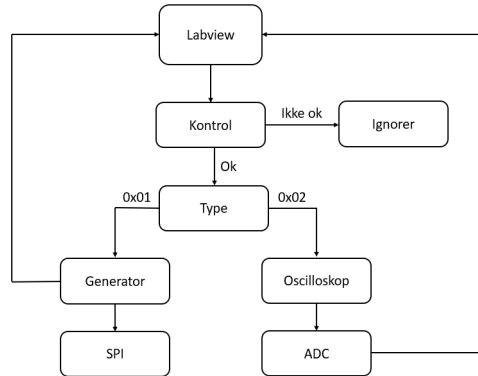 Labview
Ikke ok
Kontrol
Ignorer
Ok
0x01
0x02
Type
Generator
Oscilloskop
SPI
ADC